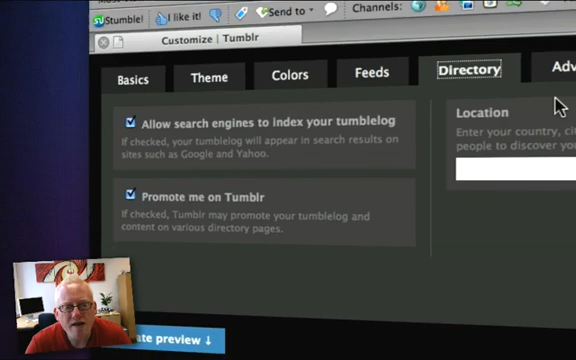 Stumble!
I like it!
Send to
Channels:
Customize | Tumblr
Basics
Theme
Colors
Feeds
Directory
Allow search engines to index your tumblelog
If checked, your tumblelog will appear in search results on
sites such as Google and Yahoo.
Promote me on Tumblr
If checked, Tumblr may promote your tumblelog and
content on various directory pages.
Location
Enter your country, ci
people to discover yo
te preview ↓